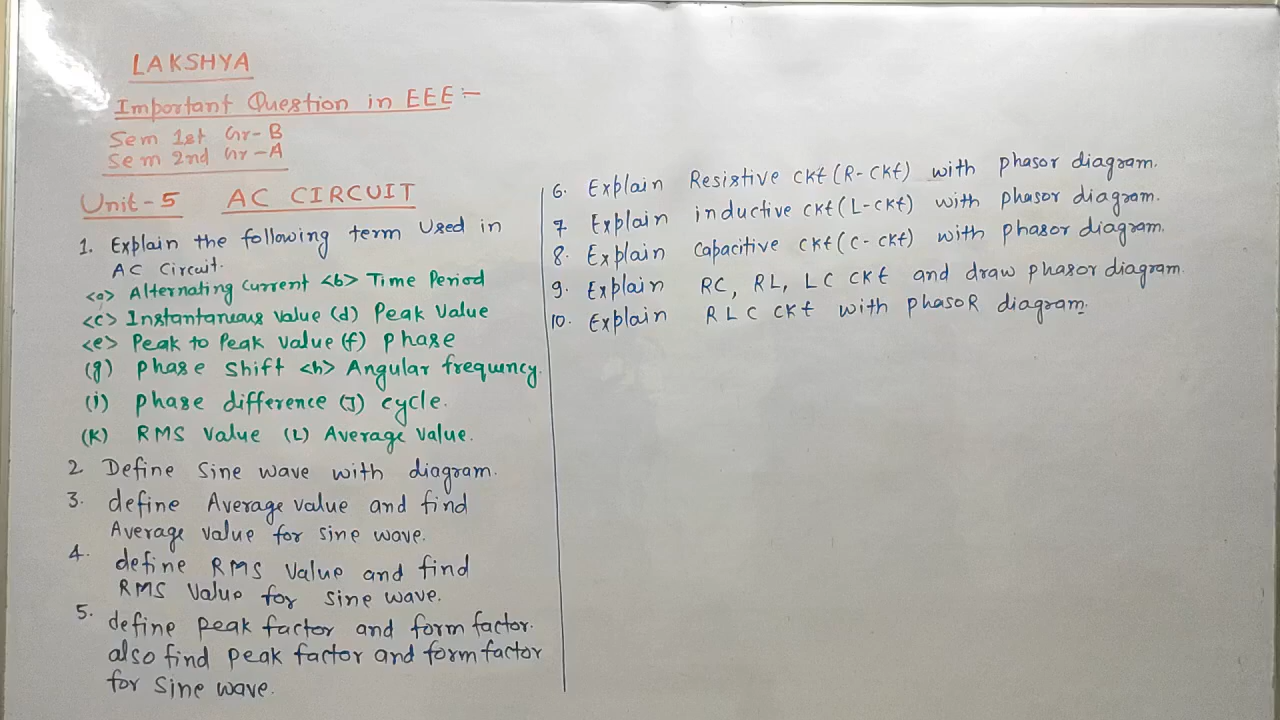 LAKSHYA
Important Question in EEE :-
Sem 1st Gr-B
Sem 2nd Gr-A
Unit-5 AC CIRCUIT
1. Explain the following term Used in
AC Circuit.
<a> Alternating Current <b> Time Period
<c> Instantaneous value (d) Peak Value
<e> Peak to Peak value (f) phase
(g) phase shift <h> Angular frequency.
(i) phase difference (J) cycle.
(K) RMS value (L) Average value.
2 Define Sine wave with diagram.
3. define Average value and find
Average value for sine wave.
4. define RMS value and find
RMS value for sine wave.
5. define peak factor and form factor.
also find peak factor and form factor
for sine wave.
6. Explain Resistive ckt (R-ckt) with phasor diagram.
7 Explain inductive ckt (L-ckt) with phasor diagram.
8. Explain capacitive ckt (C-ckt) with phasor diagram.
9. Explain RC, RL, LC ckt and draw phasor diagram.
10. Explain RLC ckt with phasoR diagram.